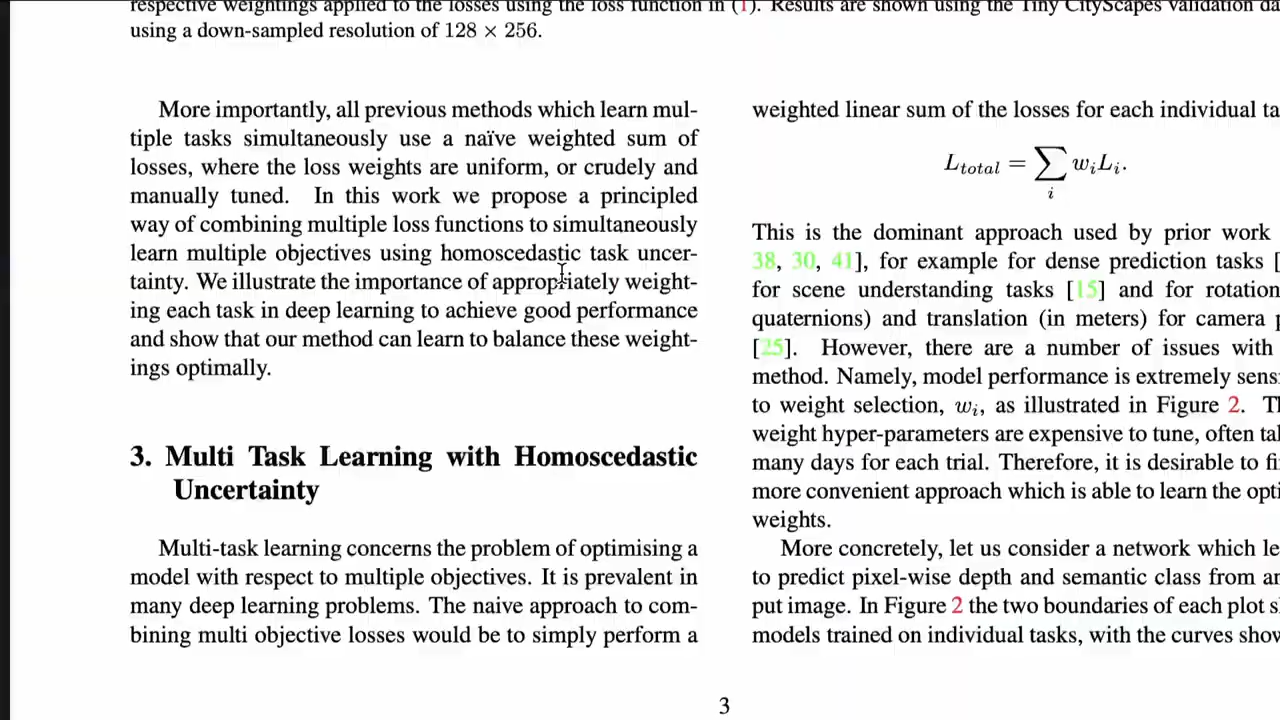 respective weightings applied to the losses using the loss function in (1). Results are shown using the Tiny CityScapes validation
using a down-sampled resolution of 128 × 256.
More importantly, all previous methods which learn mul-
tiple tasks simultaneously use a naïve weighted sum of
losses, where the loss weights are uniform, or crudely and
manually tuned. In this work we propose a principled
way of combining multiple loss functions to simultaneously
learn multiple objectives using homoscedastic task uncer-
tainty. We illustrate the importance of appropriately weight-
ing each task in deep learning to achieve good performance
and show that our method can learn to balance these weight-
ings optimally.
3. Multi Task Learning with Homoscedastic
Uncertainty
Multi-task learning concerns the problem of optimising a
model with respect to multiple objectives. It is prevalent in
many deep learning problems. The naive approach to com-
bining multi objective losses would be to simply perform a
weighted linear sum of the losses for each individual
L_total = ∑_i w_i L_i.
This is the dominant approach used by prior work
38, 30, 41], for example for dense prediction tasks [
for scene understanding tasks [15] and for rotation
quaternions) and translation (in meters) for camera
[25]. However, there are a number of issues with
method. Namely, model performance is extremely
to weight selection, w_i, as illustrated in Figure 2.
weight hyper-parameters are expensive to tune, often
many days for each trial. Therefore, it is desirable to
more convenient approach which is able to learn the
weights.
More concretely, let us consider a network which
to predict pixel-wise depth and semantic class from
put image. In Figure 2 the two boundaries of each plot
models trained on individual tasks, with the curves
3